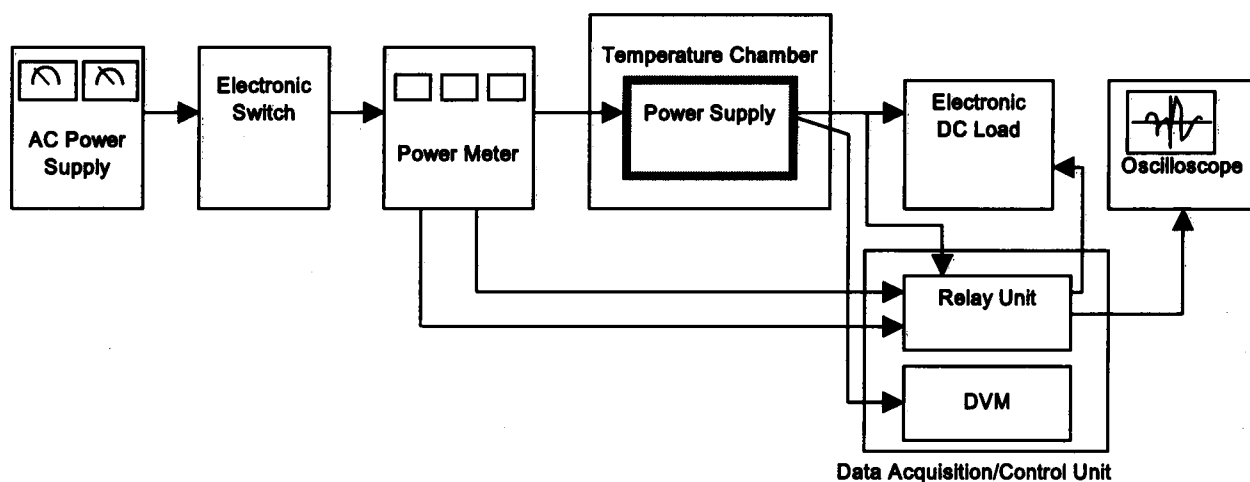 AC Power
Supply
Electronic
Switch
Power Meter
Temperature Chamber
Power Supply
Electronic
DC Load
Oscilloscope
Relay Unit
DVM
Data Acquisition/Control Unit